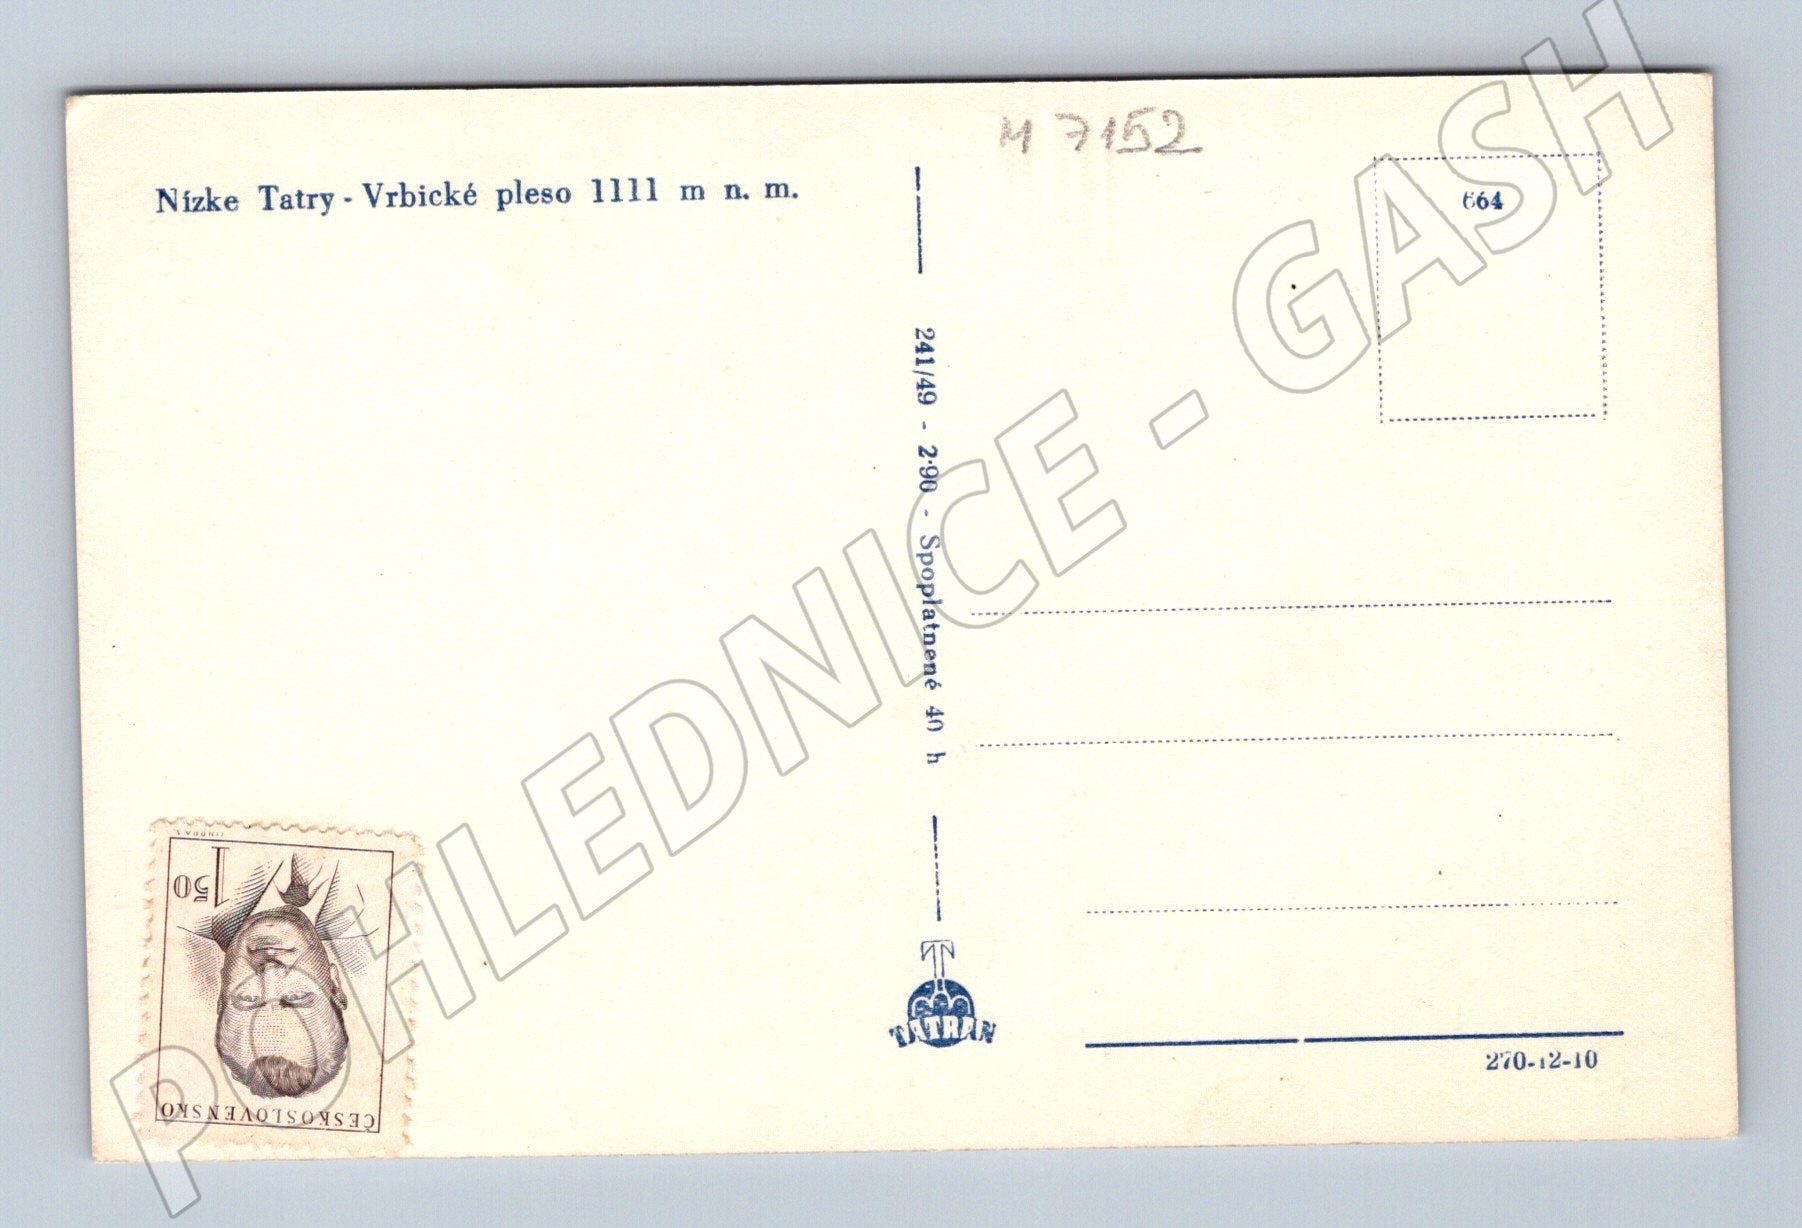 M 7152
Nízke Tatry - Vrbické pleso 1111 m n. m.
664
241/49 - 2·90 - Spoplatnené 40 h
T
TATRAN
270-12-10
1 50
ČESKOSLOVENSKO
POHLEDNICE - GASH